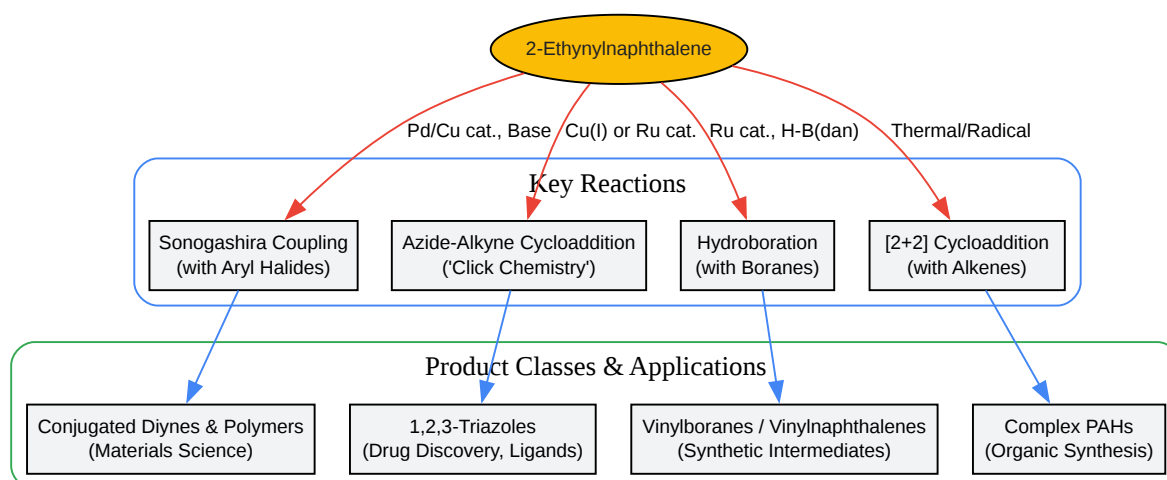 2-Ethynylnaphthalene
Pd/Cu cat., Base
Cu(I) or Ru cat.
Ru cat., H-B(dan)
Thermal/Radical
Key Reactions
Sonogashira Coupling
(with Aryl Halides)
Azide-Alkyne Cycloaddition
('Click Chemistry')
Hydroboration
(with Boranes)
[2+2] Cycloaddition
(with Alkenes)
Product Classes & Applications
Conjugated Diynes & Polymers
(Materials Science)
1,2,3-Triazoles
(Drug Discovery, Ligands)
Vinylboranes / Vinylnaphthalenes
(Synthetic Intermediates)
Complex PAHs
(Organic Synthesis)